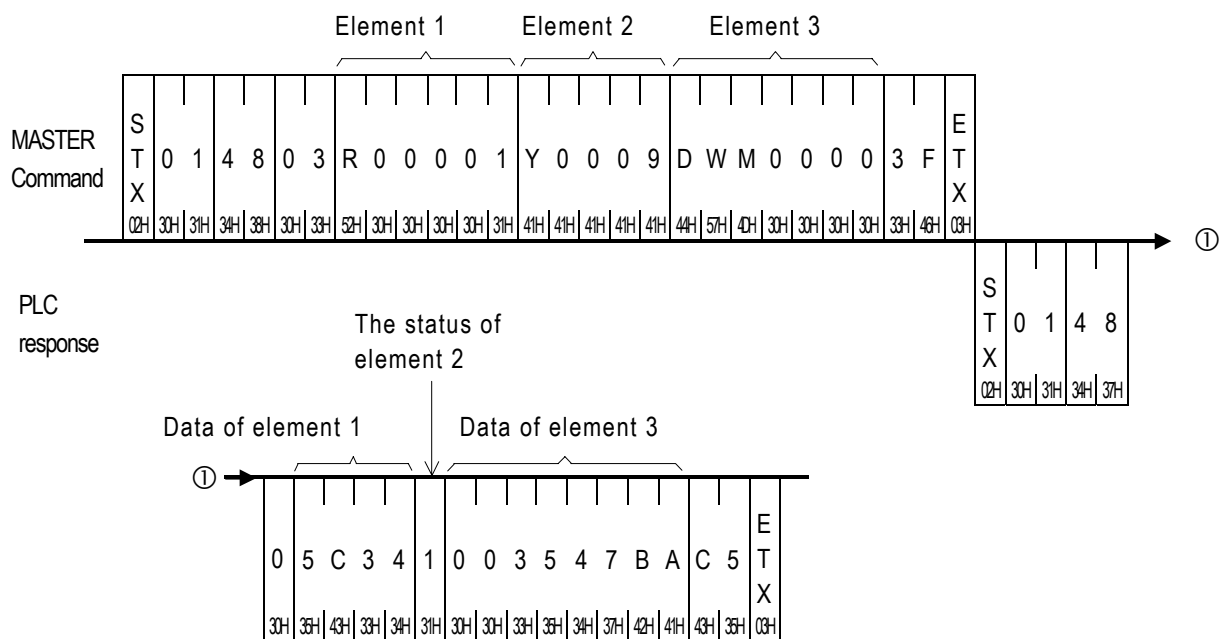 Element 1 Element 2 Element 3
MASTER
Command
STX 0 1 4 8 0 3 R 0 0 0 0 1 Y 0 0 0 9 D W M 0 0 0 0 3 F ETX
02H 30H 31H 34H 38H 30H 33H 52H 30H 30H 30H 30H 31H 41H 41H 41H 41H 41H 44H 57H 4DH 30H 30H 30H 30H 33H 46H 03H
①
PLC
response
STX 0 1 4 8
02H 30H 31H 34H 37H
The status of
element 2
Data of element 1 Data of element 3
①
0 5 C 3 4 1 0 0 3 5 4 7 B A C 5 ETX
30H 35H 43H 33H 34H 31H 30H 30H 33H 35H 34H 37H 42H 41H 43H 35H 03H